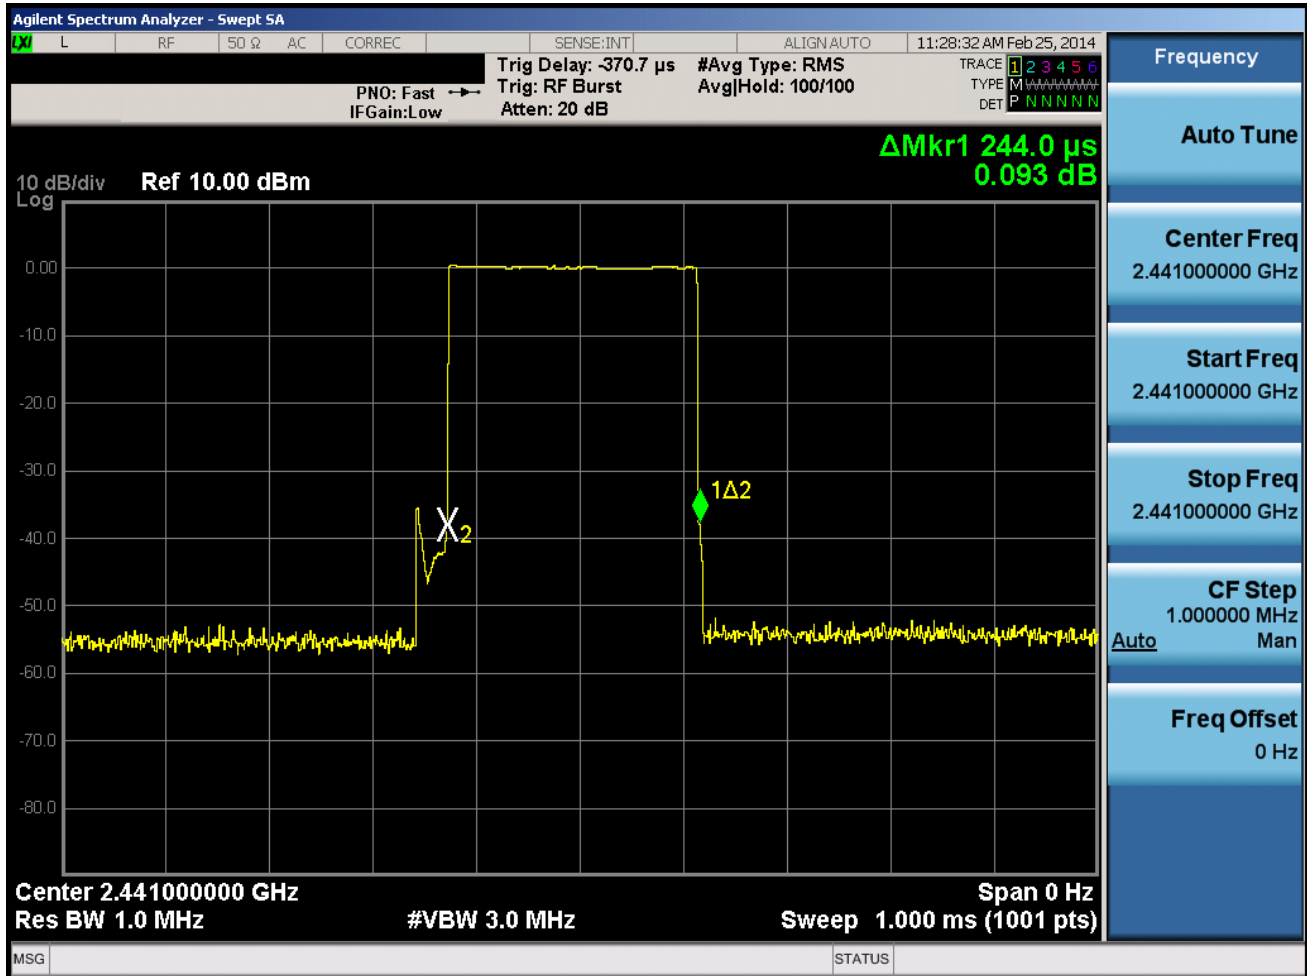 Agilent Spectrum Analyzer - Swept SA
LXI L RF 50 Ω AC CORREC SENSE:INT ALIGN AUTO 11:28:32 AM Feb 25, 2014
Trig Delay: -370.7 µs #Avg Type: RMS TRACE 1 2 3 4 5 6
PNO: Fast Trig: RF Burst Avg|Hold: 100/100 TYPE M WWWWW
IFGain:Low Atten: 20 dB DET P N N N N N
ΔMkr1 244.0 µs
0.093 dB
10 dB/div Ref 10.00 dBm
Log
0.00
-10.0
-20.0
-30.0
-40.0
-50.0
-60.0
-70.0
-80.0
1Δ2
X2
Center 2.441000000 GHz Span 0 Hz
Res BW 1.0 MHz #VBW 3.0 MHz Sweep 1.000 ms (1001 pts)
MSG STATUS
Frequency
Auto Tune
Center Freq
2.441000000 GHz
Start Freq
2.441000000 GHz
Stop Freq
2.441000000 GHz
CF Step
1.000000 MHz
Auto Man
Freq Offset
0 Hz